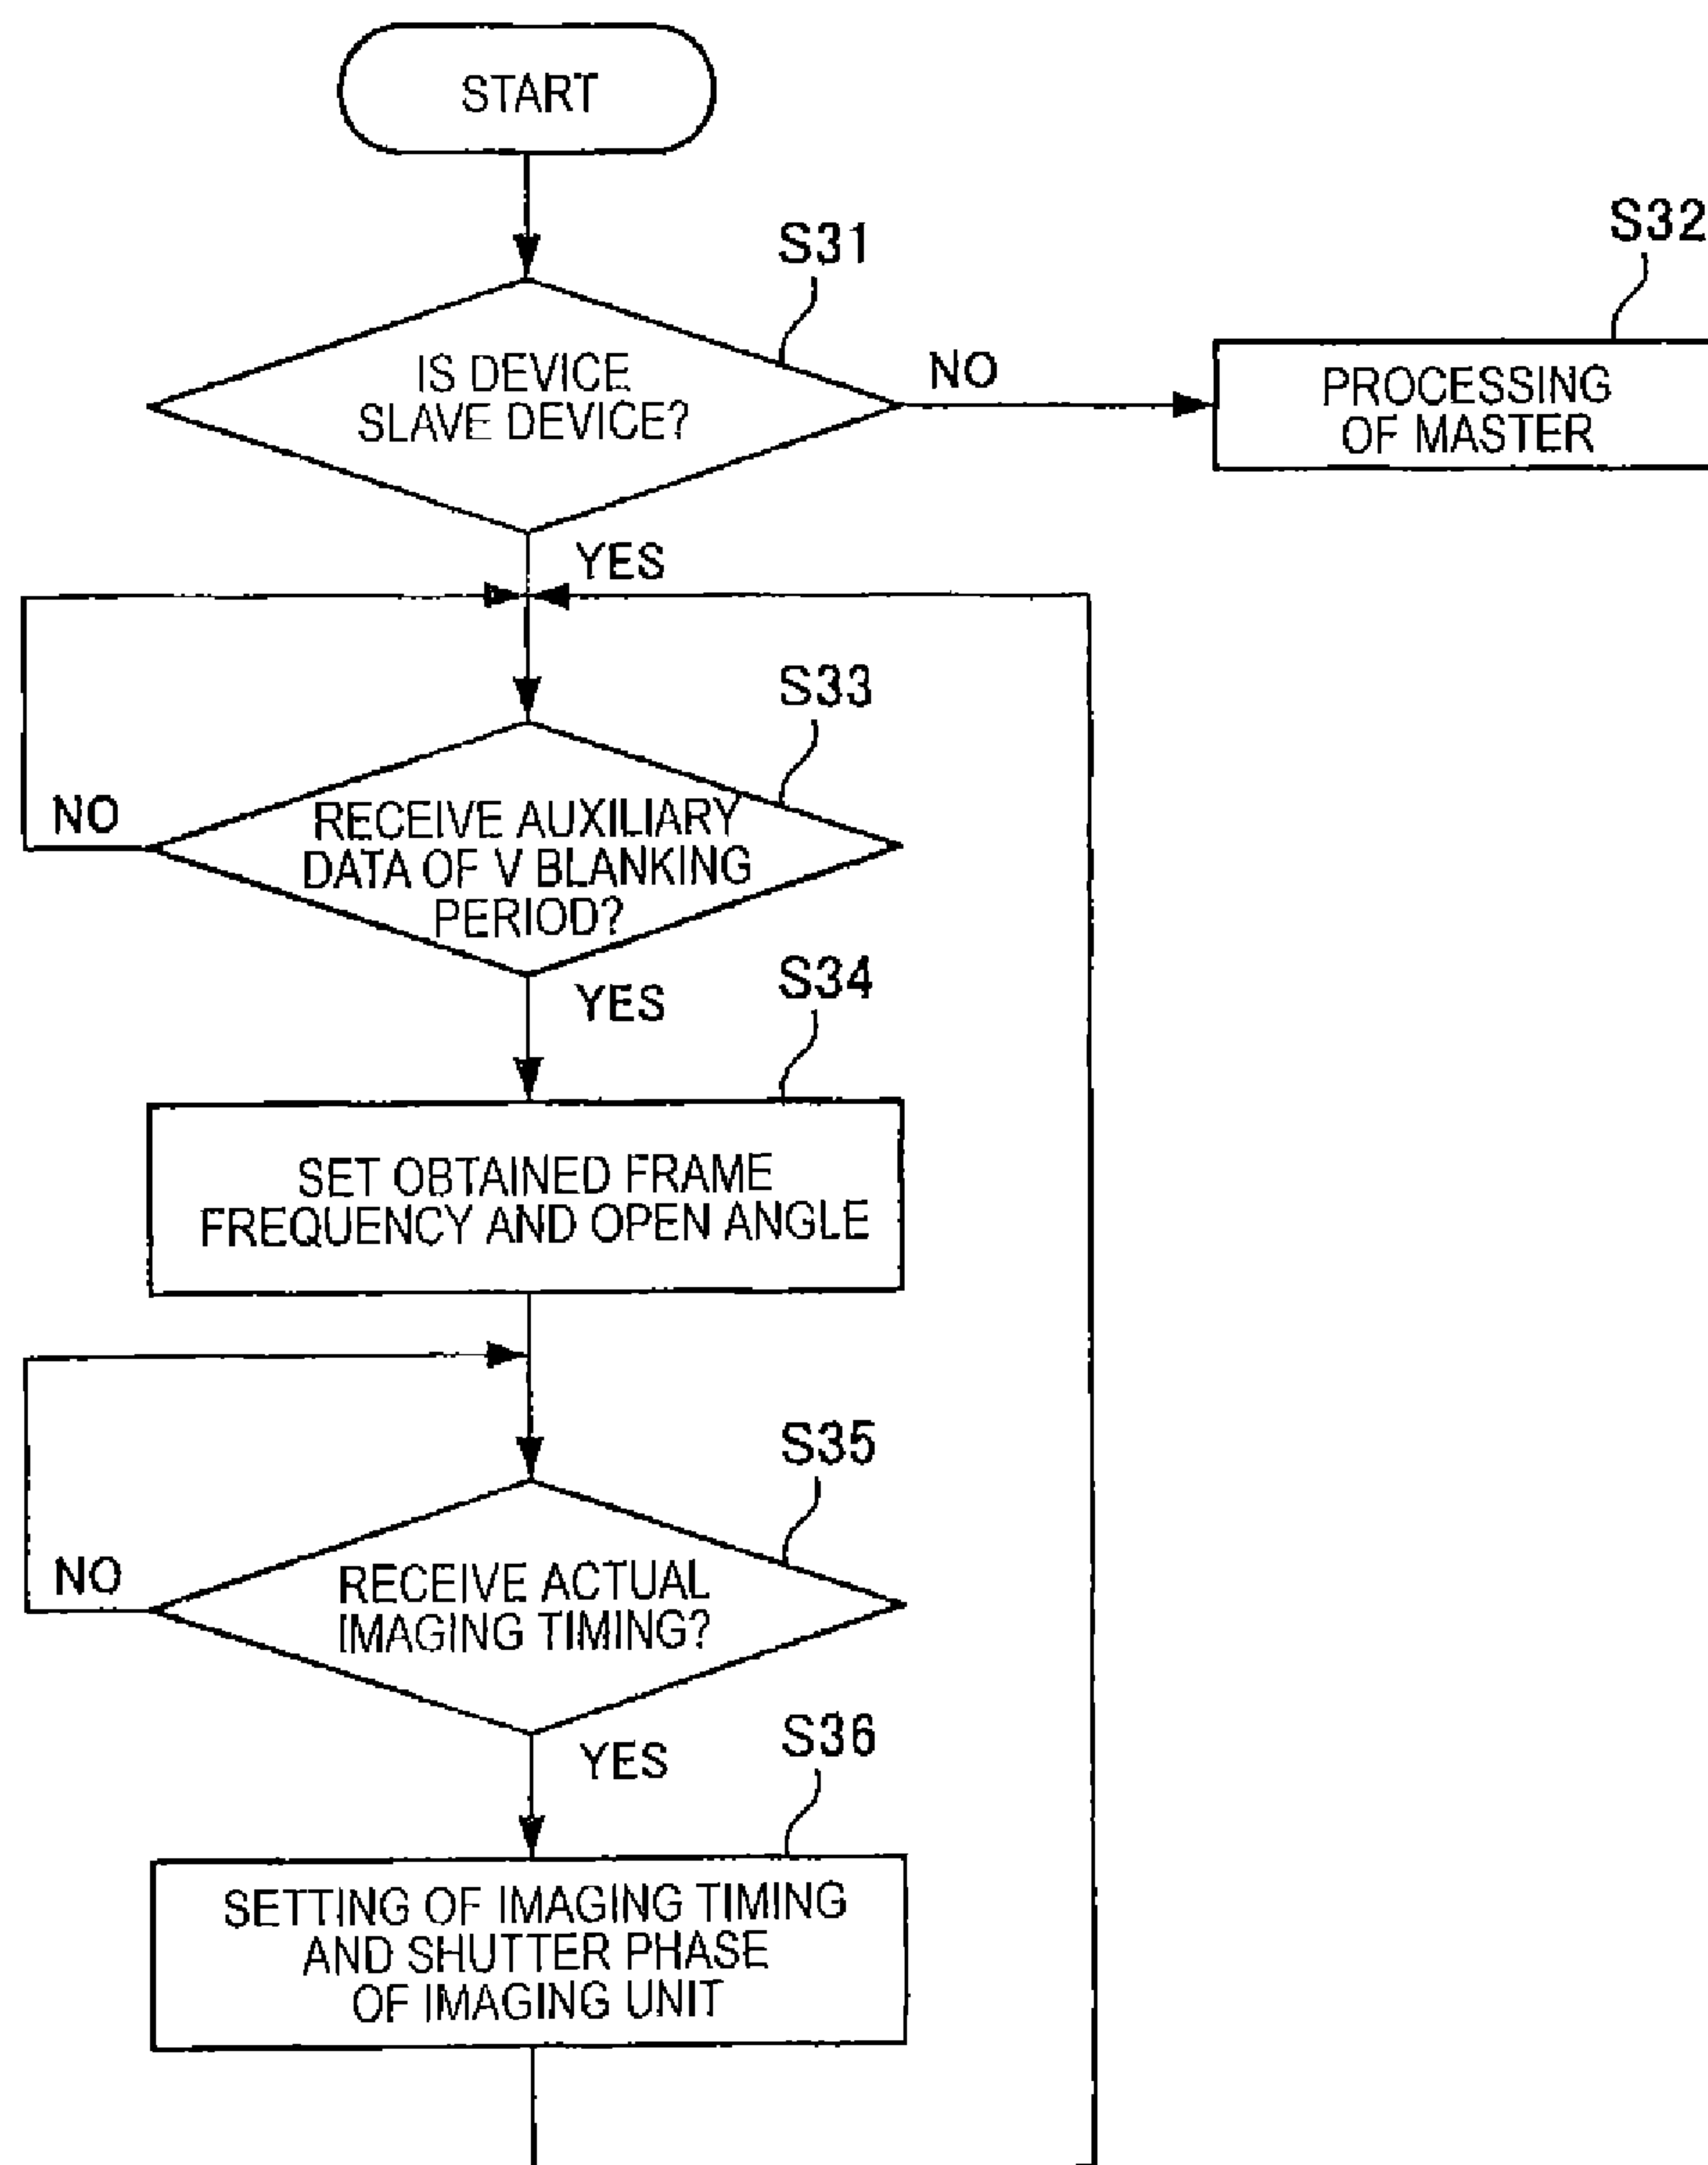 START
S31
S32
IS DEVICE
SLAVE DEVICE?
NO
PROCESSING
OF MASTER
YES
S33
NO
RECEIVE AUXILIARY
DATA OF V BLANKING
PERIOD?
YES
S34
SET OBTAINED FRAME
FREQUENCY AND OPEN ANGLE
S35
NO
RECEIVE ACTUAL
IMAGING TIMING?
YES
S36
SETTING OF IMAGING TIMING
AND SHUTTER PHASE
OF IMAGING UNIT